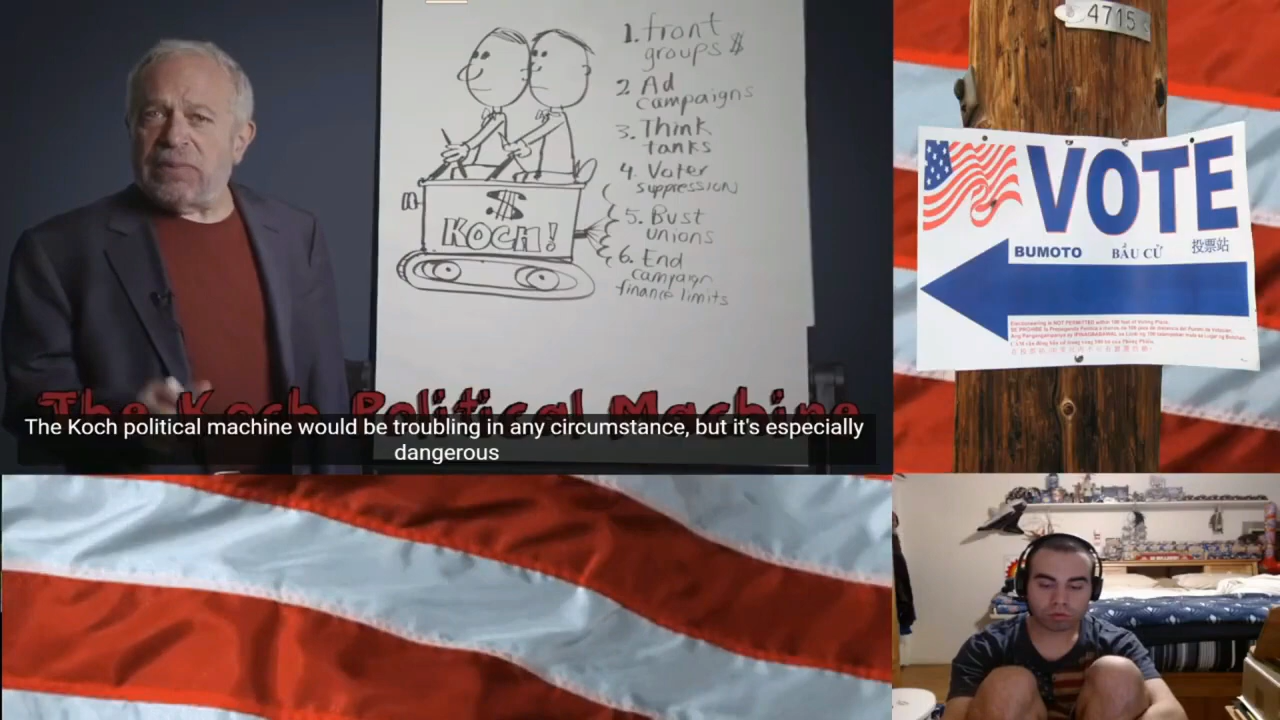 1. front
groups $
2. Ad
campaigns
3. Think
tanks
4. Voter
suppression
5. Bust
unions
6. End
campaign
finance limits
$
KOCH!
The Koch Political Machine
The Koch political machine would be troubling in any circumstance, but it's especially
dangerous
4715
VOTE
BUMOTO BẦU CỬ 投票站